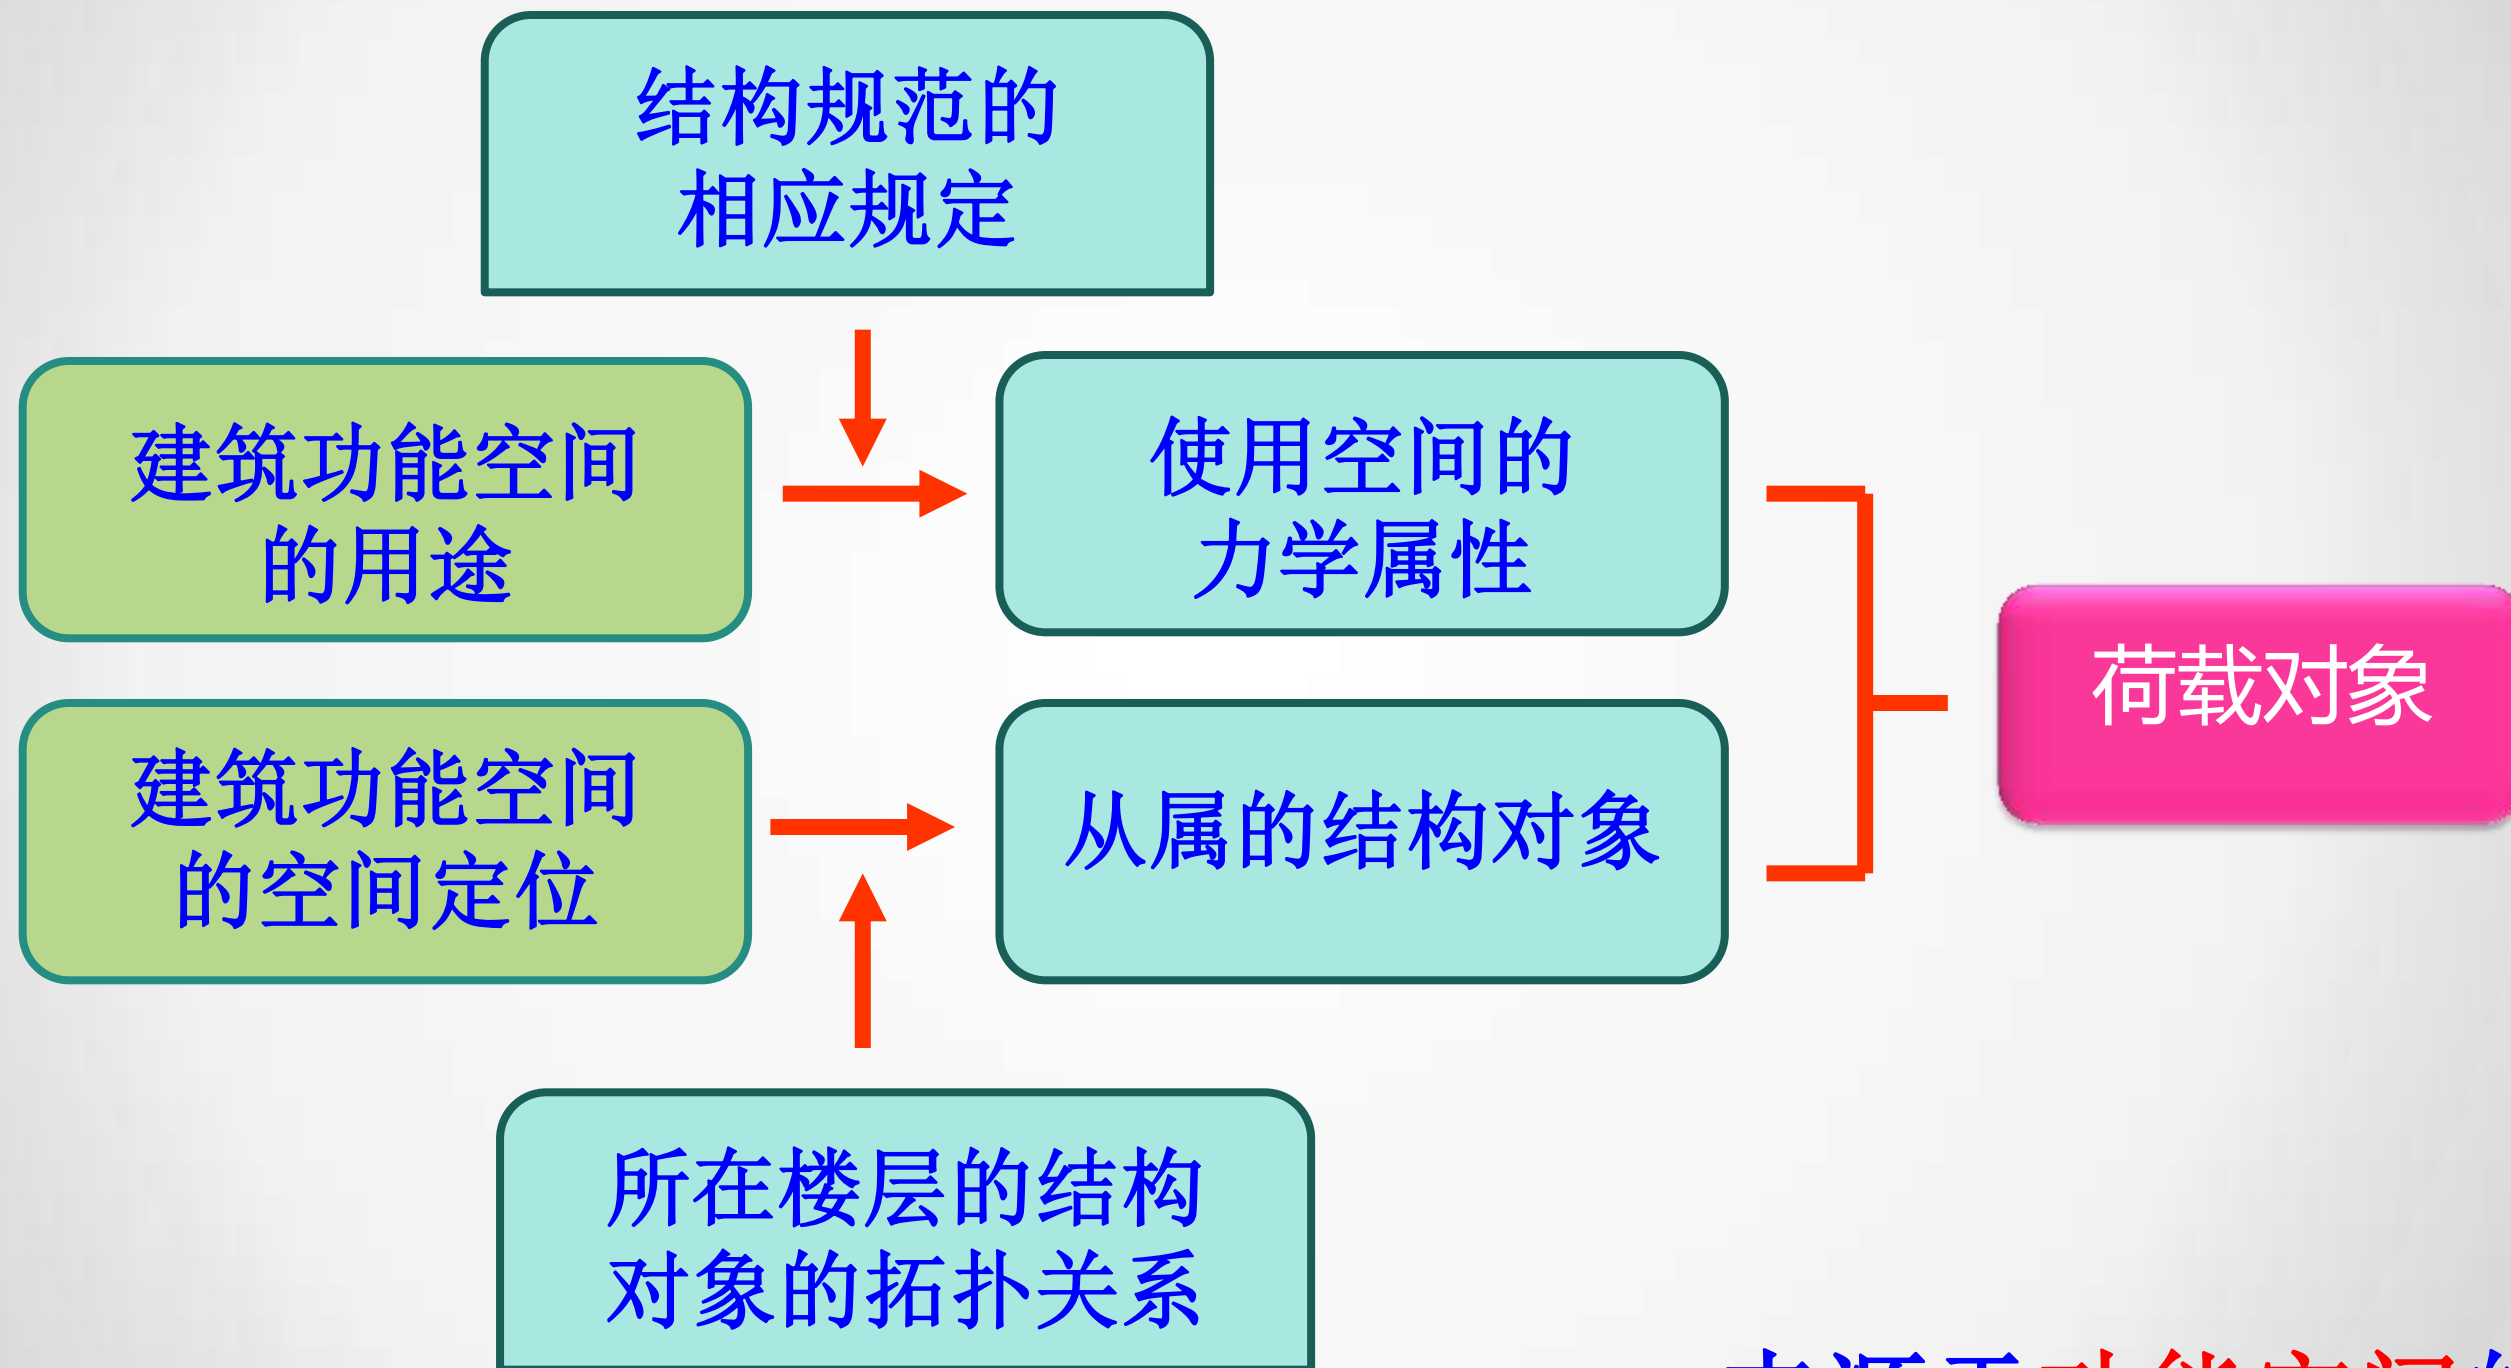 结构规范的
相应规定
建筑功能空间
的用途
使用空间的
力学属性
荷载对象
建筑功能空间
的空间定位
从属的结构对象
所在楼层的结构
对象的拓扑关系